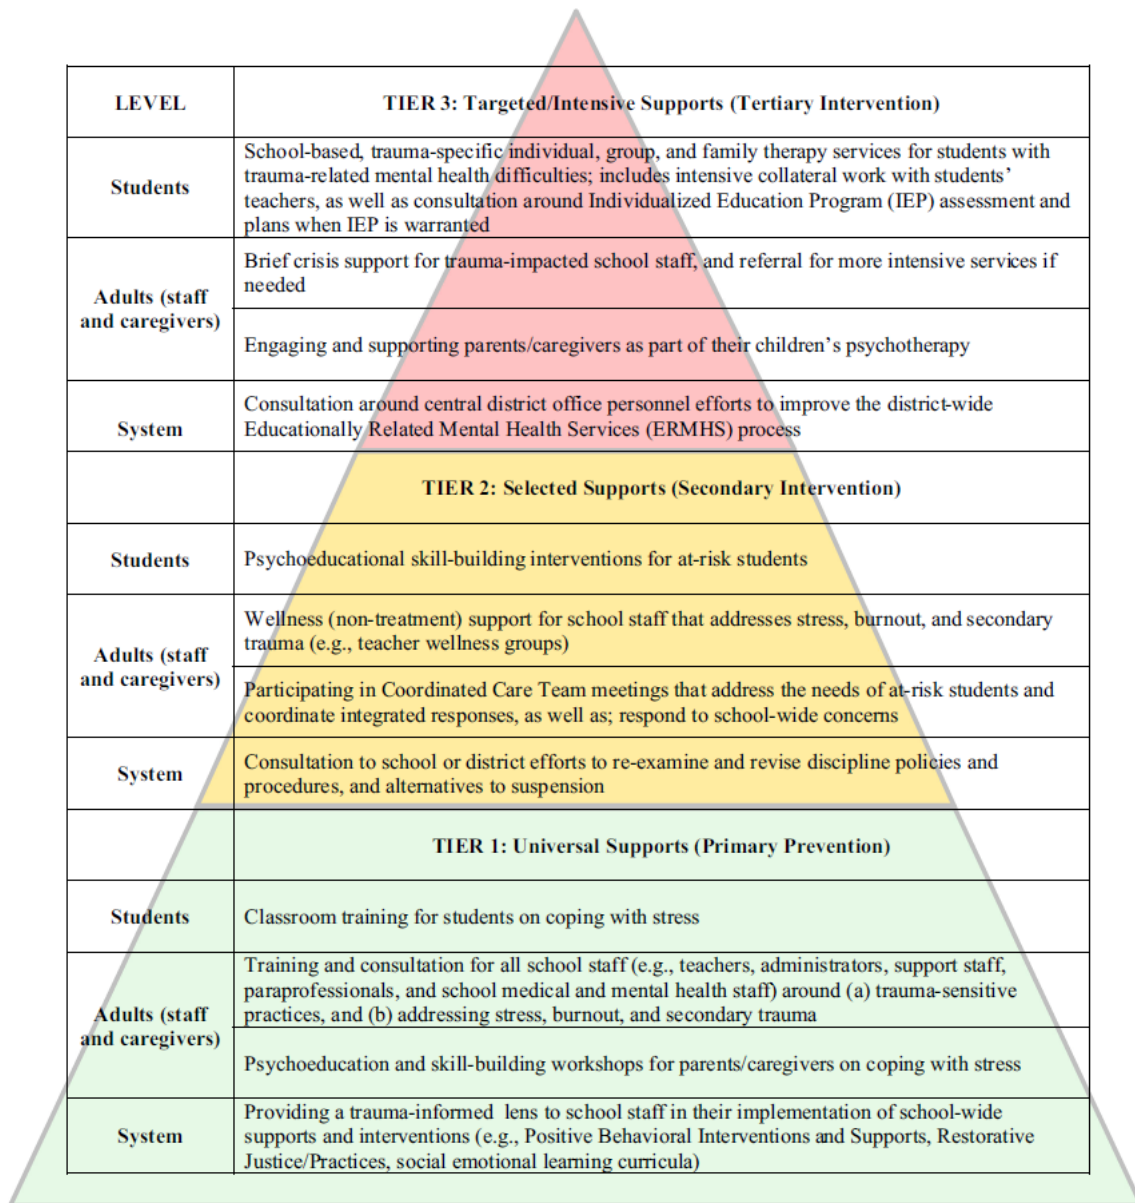 LEVEL
TIER 3: Targeted/Intensive Supports (Tertiary Intervention)
Students
School-based, trauma-specific individual, group, and family therapy services for students with
trauma-related mental health difficulties; includes intensive collateral work with students’
teachers, as well as consultation around Individualized Education Program (IEP) assessment and
plans when IEP is warranted
Adults (staff
and caregivers)
Brief crisis support for trauma-impacted school staff, and referral for more intensive services if
needed
Engaging and supporting parents/caregivers as part of their children’s psychotherapy
System
Consultation around central district office personnel efforts to improve the district-wide
Educationally Related Mental Health Services (ERMHS) process
TIER 2: Selected Supports (Secondary Intervention)
Students
Psychoeducational skill-building interventions for at-risk students
Adults (staff
and caregivers)
Wellness (non-treatment) support for school staff that addresses stress, burnout, and secondary
trauma (e.g., teacher wellness groups)
Participating in Coordinated Care Team meetings that address the needs of at-risk students and
coordinate integrated responses, as well as; respond to school-wide concerns
System
Consultation to school or district efforts to re-examine and revise discipline policies and
procedures, and alternatives to suspension
TIER 1: Universal Supports (Primary Prevention)
Students
Classroom training for students on coping with stress
Adults (staff
and caregivers)
Training and consultation for all school staff (e.g., teachers, administrators, support staff,
paraprofessionals, and school medical and mental health staff) around (a) trauma-sensitive
practices, and (b) addressing stress, burnout, and secondary trauma
Psychoeducation and skill-building workshops for parents/caregivers on coping with stress
System
Providing a trauma-informed lens to school staff in their implementation of school-wide
supports and interventions (e.g., Positive Behavioral Interventions and Supports, Restorative
Justice/Practices, social emotional learning curricula)